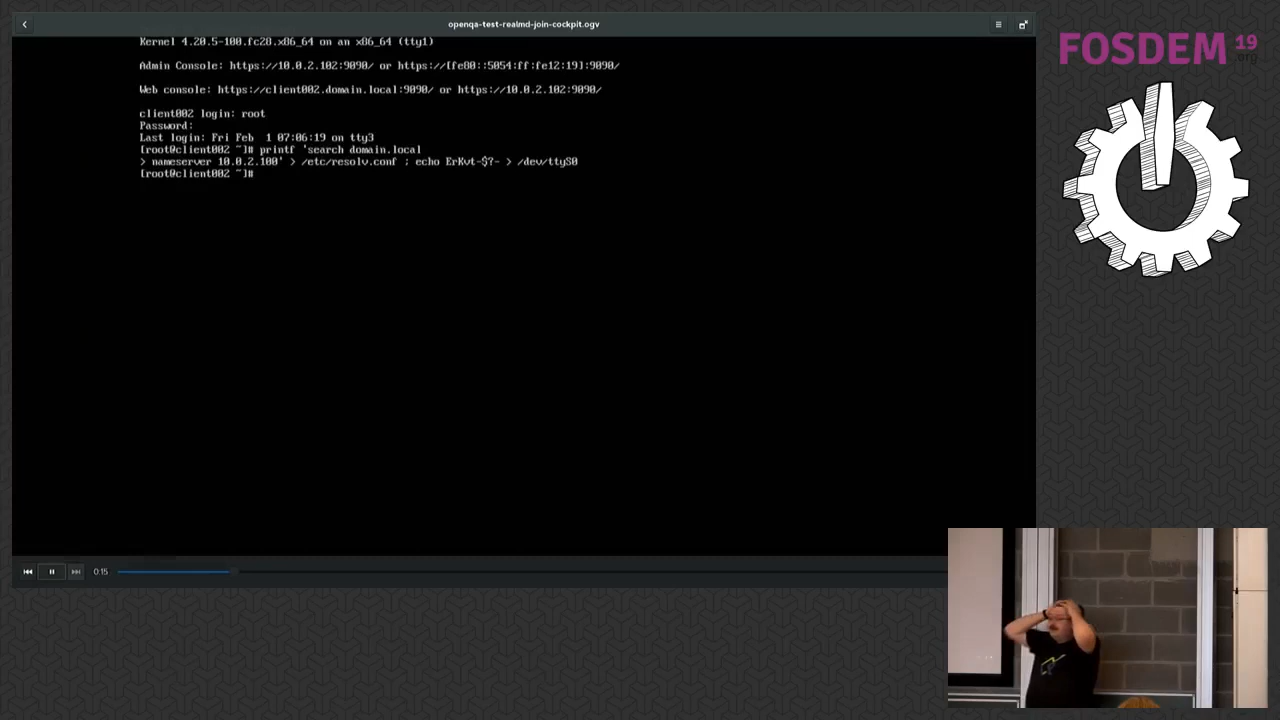 openqa-test-realmd-join-cockpit.ogv
FOSDEM 19
.org
Kernel 4.20.5-100.fc28.x86_64 on an x86_64 (tty1)
Admin Console: https://10.0.2.102:9090/ or https://[fe80::5054:ff:fe12:19]:9090/
Web console: https://client002.domain.local:9090/ or https://10.0.2.102:9090/
client002 login: root
Password:
Last login: Fri Feb  1 07:06:19 on tty3
[root@client002 ~]# printf 'search domain.local
> nameserver 10.0.2.100' > /etc/resolv.conf ; echo ErKvt-$?- > /dev/ttyS0
[root@client002 ~]#
0:15